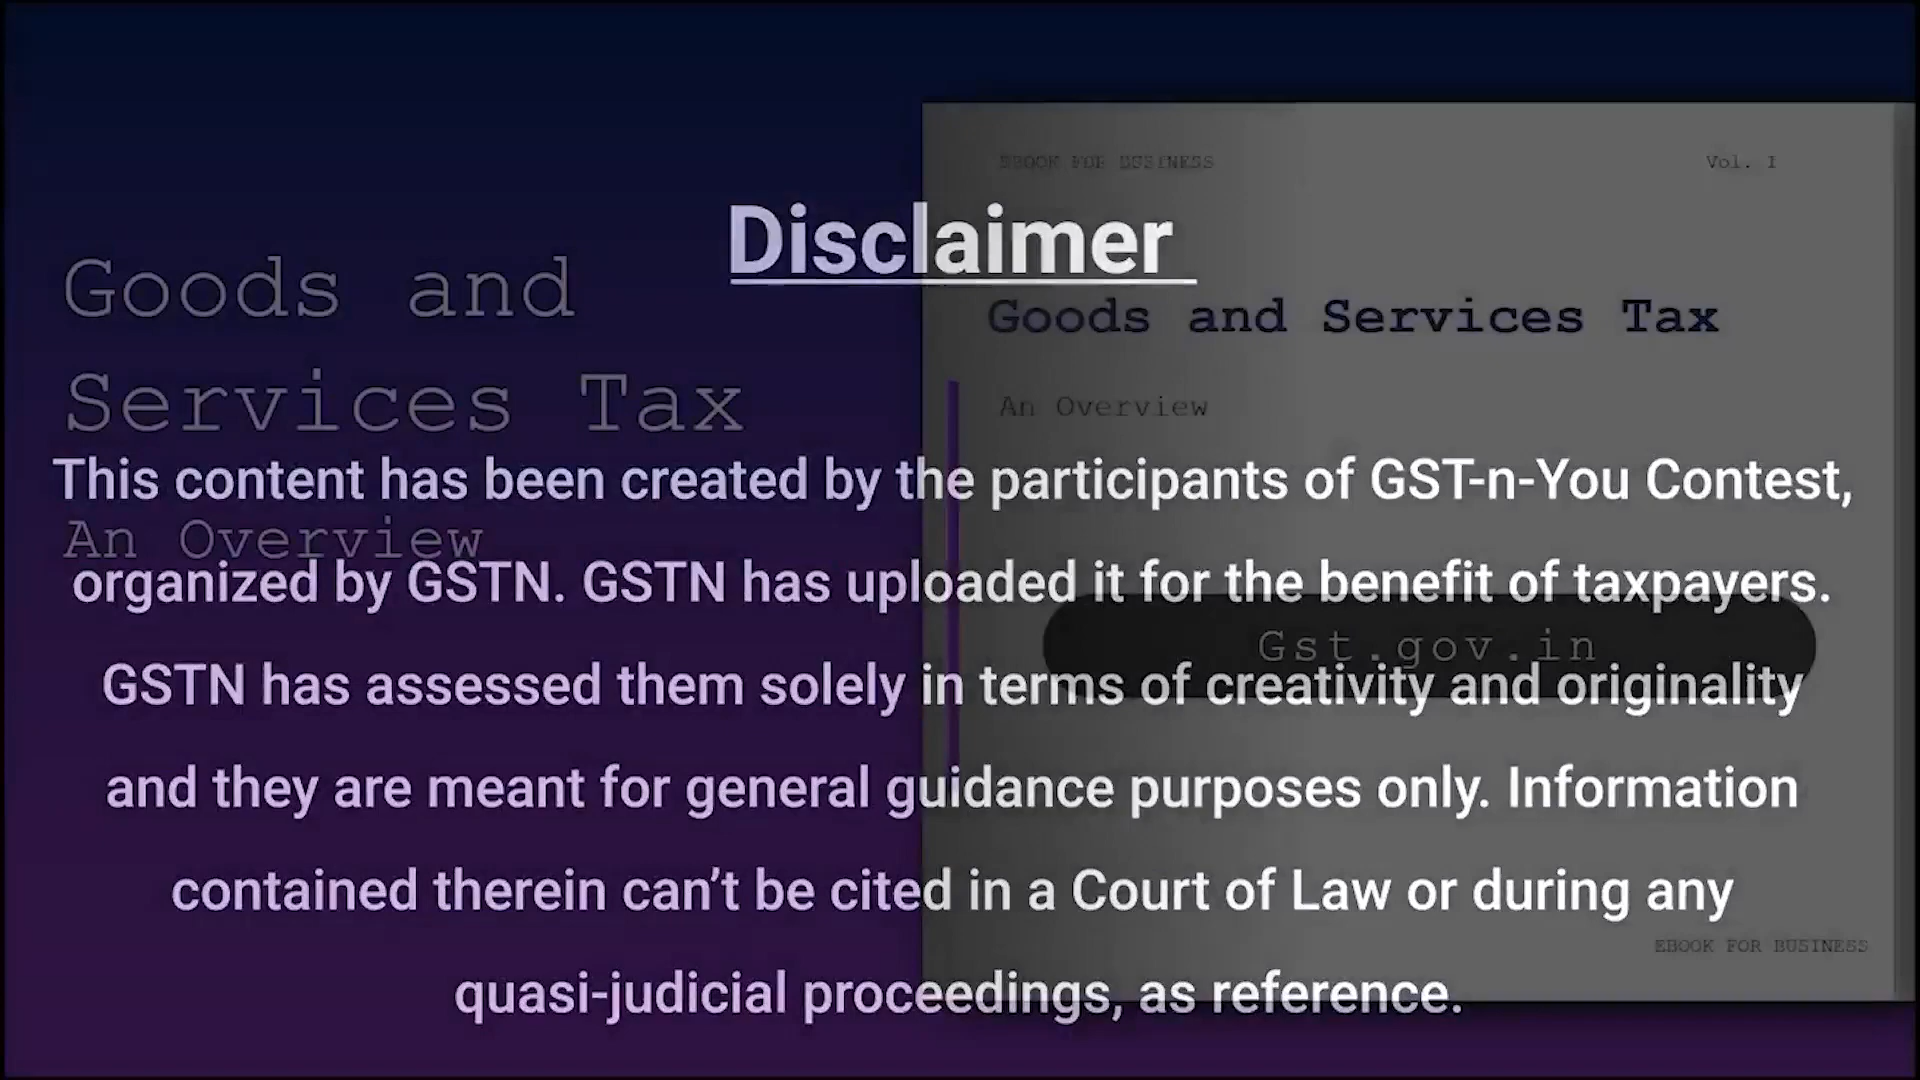 EBOOK FOR BUSINESS
Vol. I
Disclaimer
Goods and
Services Tax
An Overview
Goods and Services Tax
An Overview
This content has been created by the participants of GST-n-You Contest,
organized by GSTN. GSTN has uploaded it for the benefit of taxpayers.
Gst.gov.in
GSTN has assessed them solely in terms of creativity and originality
and they are meant for general guidance purposes only. Information
contained therein can’t be cited in a Court of Law or during any
EBOOK FOR BUSINESS
quasi-judicial proceedings, as reference.